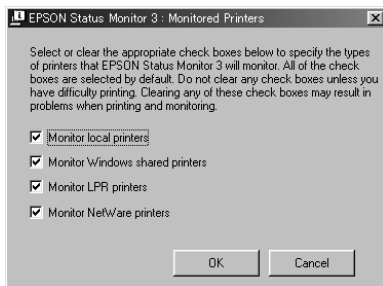 EPSON Status Monitor 3 : Monitored Printers
Select or clear the appropriate check boxes below to specify the types
of printers that EPSON Status Monitor 3 will monitor. All of the check
boxes are selected by default. Do not clear any check boxes unless you
have difficulty printing. Clearing any of these check boxes may result in
problems when printing and monitoring.
Monitor local printers
Monitor Windows shared printers
Monitor LPR printers
Monitor NetWare printers
OK Cancel